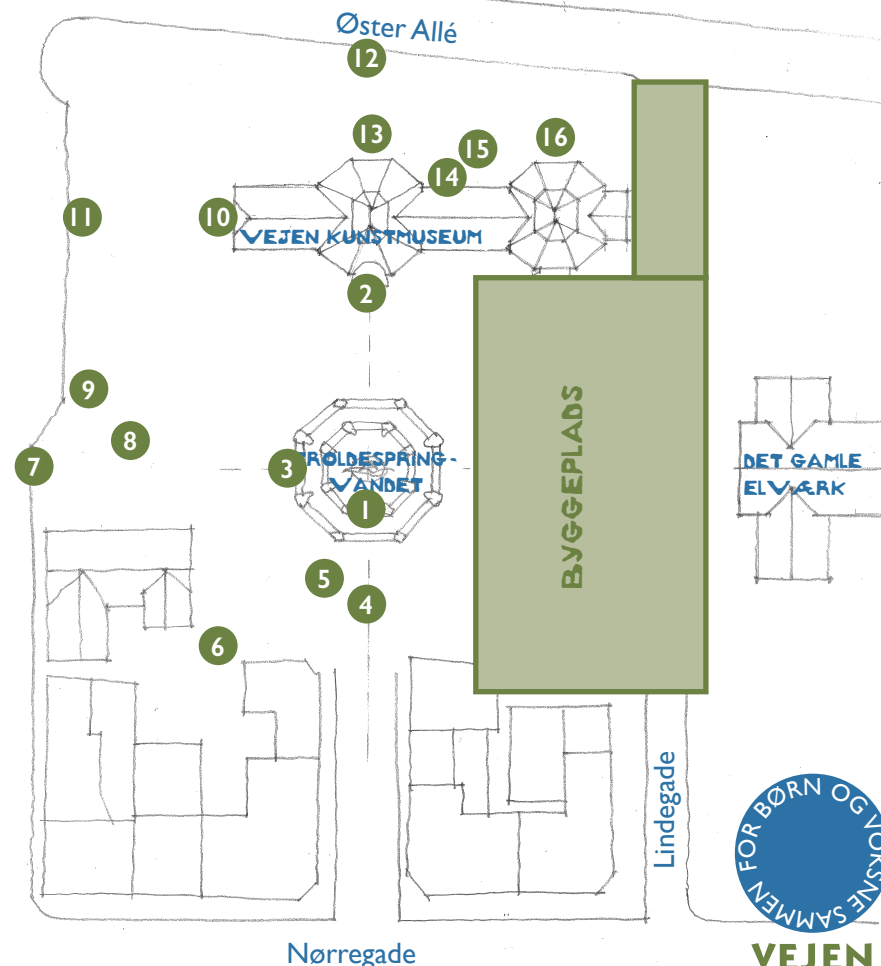 Øster Allé
12
13
16
15
14
11
10
VEJEN KUNSTMUSEUM
2
9
8
7
3
TROLDESPRING-
VANDET
1
BYGGEPLADS
DET GAMLE
ELVÆRK
5
4
6
Lindegade
FOR BØRN OG VOKSNE SAMMEN
VEJEN
Nørregade